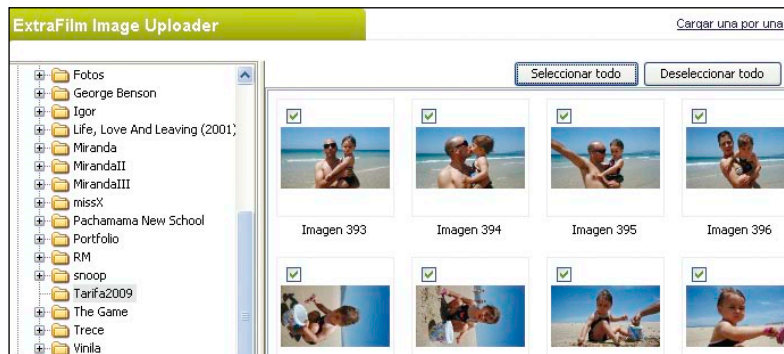 ExtraFilm Image Uploader
Cargar una por una
Seleccionar todo
Deseleccionar todo
Fotos
George Benson
Igor
Life, Love And Leaving (2001)
Miranda
MirandaII
MirandaIII
missX
Pachamama New School
Portfolio
RM
snoop
Tarifa2009
The Game
Trece
Vinila
Imagen 393
Imagen 394
Imagen 395
Imagen 396